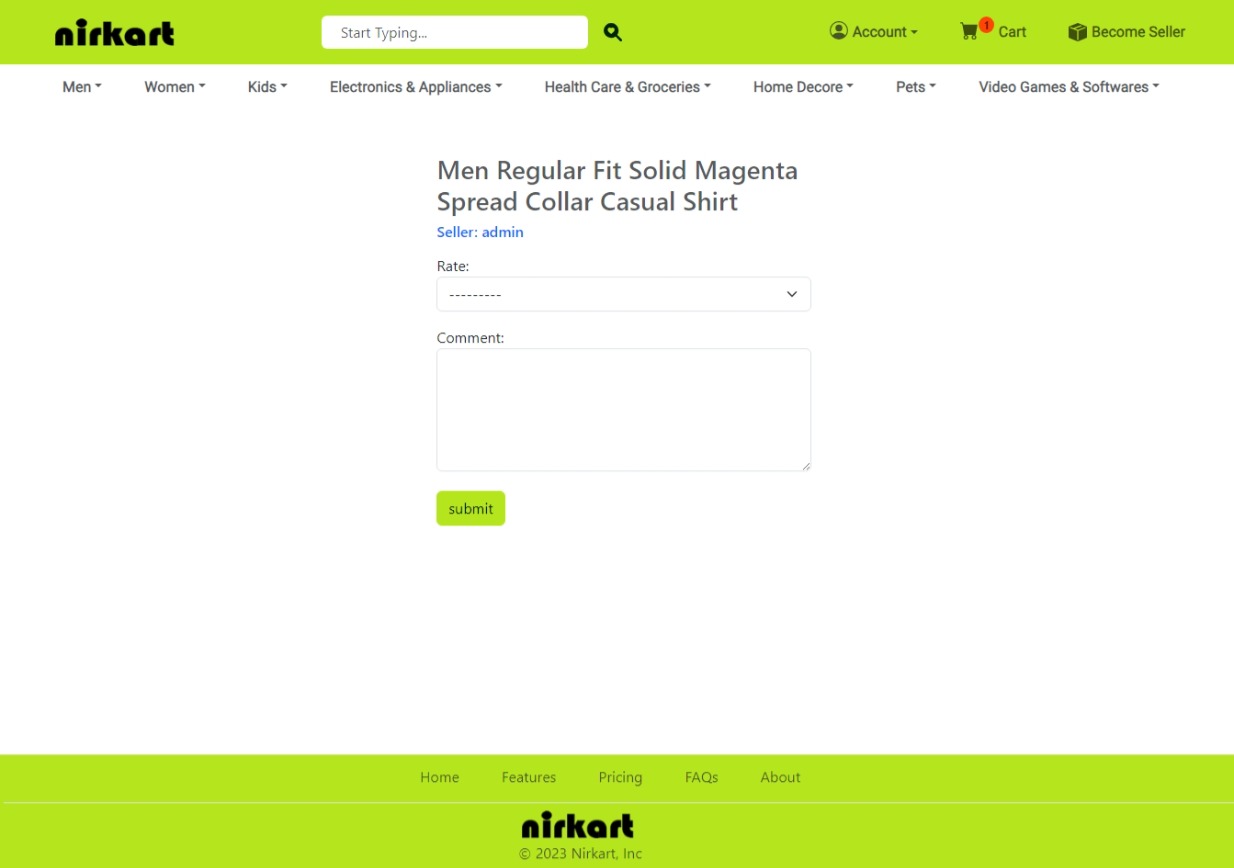 nirkart
Start Typing...
Account
1
Cart
Become Seller
Men
Women
Kids
Electronics & Appliances
Health Care & Groceries
Home Decore
Pets
Video Games & Softwares
Men Regular Fit Solid Magenta
Spread Collar Casual Shirt
Seller: admin
Rate:
---------
Comment:
submit
Home
Features
Pricing
FAQs
About
nirkart
© 2023 Nirkart, Inc